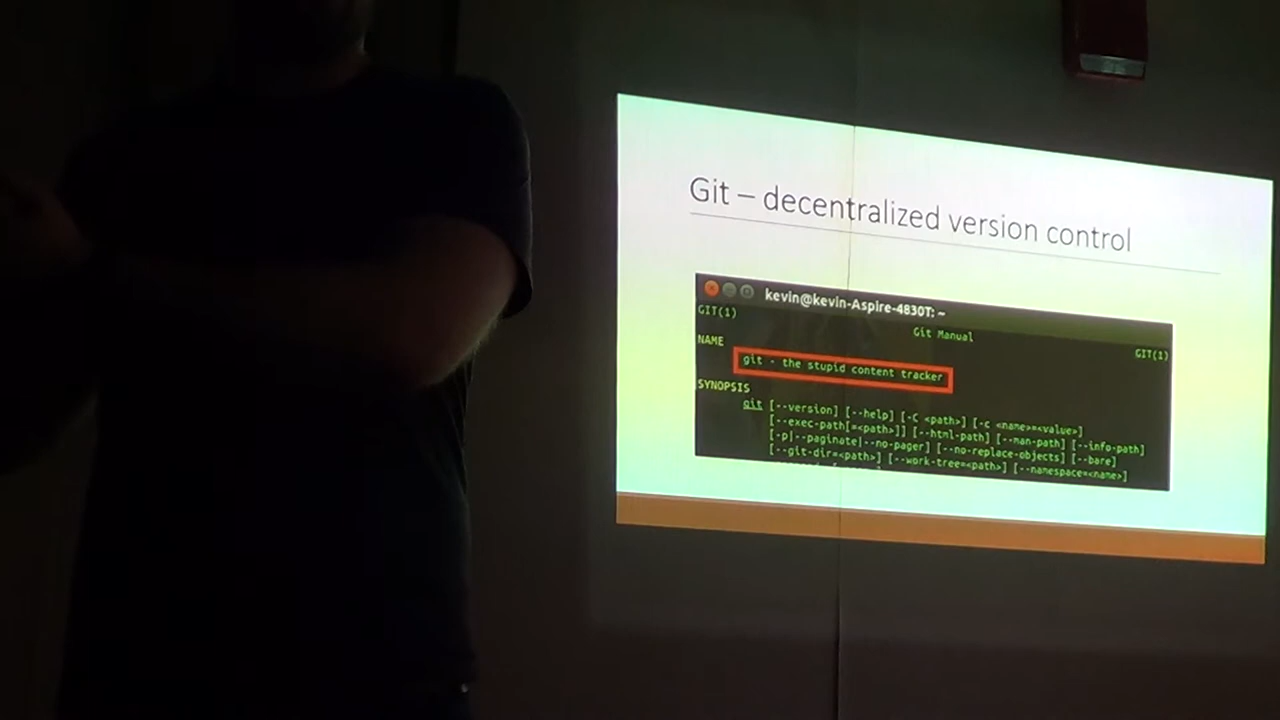 Git – decentralized version control
kevin@kevin-Aspire-4830T: ~
GIT(1) Git Manual GIT(1)
NAME
git - the stupid content tracker
SYNOPSIS
git [--version] [--help] [-C <path>] [-c <name>=<value>]
[--exec-path[=<path>]] [--html-path] [--man-path] [--info-path]
[-p|--paginate|--no-pager] [--no-replace-objects] [--bare]
[--git-dir=<path>] [--work-tree=<path>] [--namespace=<name>]